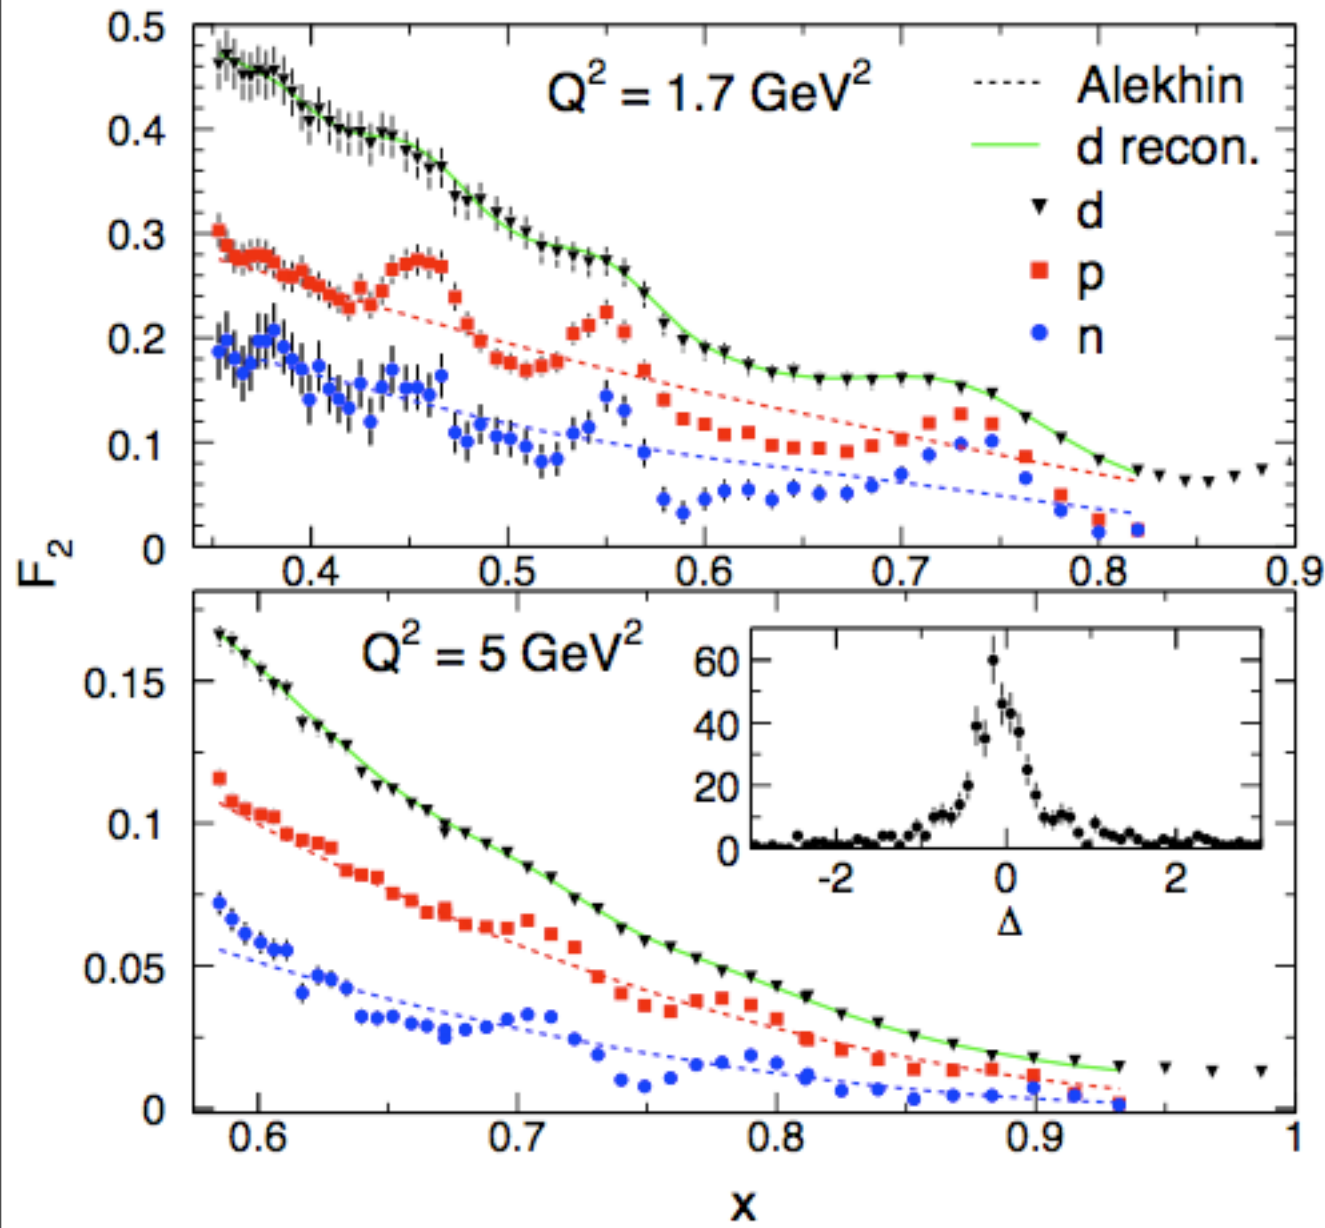 0.5
Q² = 1.7 GeV²
Alekhin
0.4
d recon.
d
0.3
p
0.2
n
0.1
0
0.4 0.5 0.6 0.7 0.8 0.9
F₂
Q² = 5 GeV²
0.15
0.1
0.05
0
60
40
20
0
-2 0 2
Δ
0.6 0.7 0.8 0.9 1
x